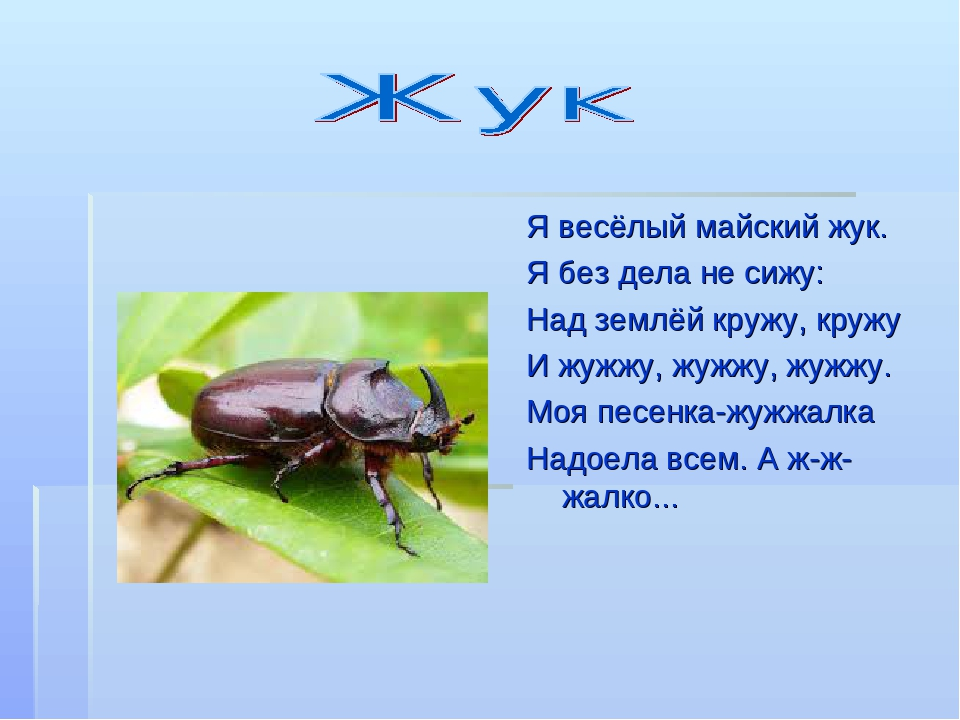 Жук
Я весёлый майский жук.
Я без дела не сижу:
Над землёй кружу, кружу
И жужжу, жужжу, жужжу.
Моя песенка-жужжалка
Надоела всем. А ж-ж-
жалко...